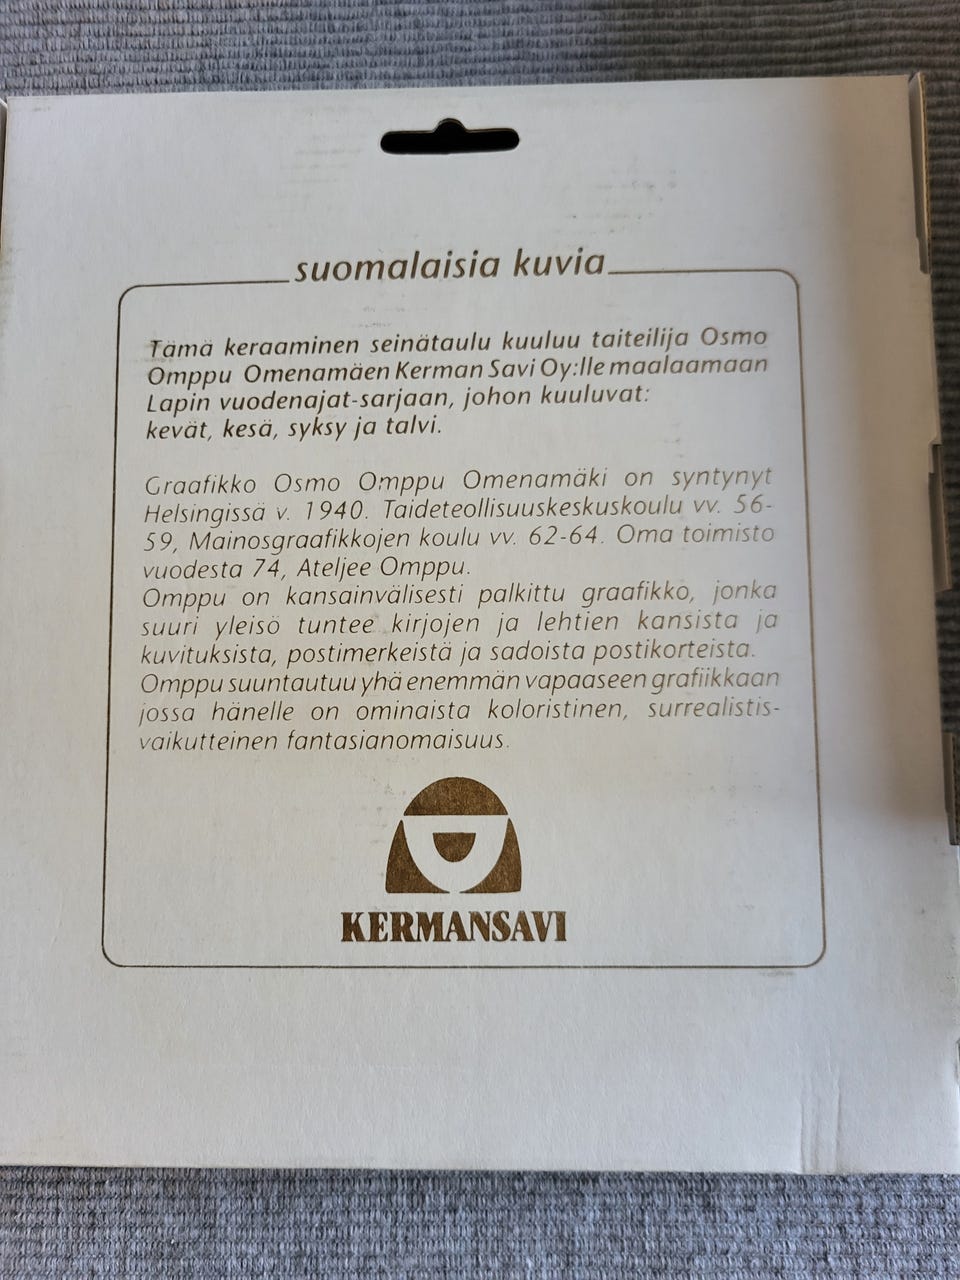 suomalaisia kuvia
Tämä keraaminen seinätaulu kuuluu taiteilija Osmo
Omppu Omenamäen Kerman Savi Oy:lle maalaamaan
Lapin vuodenajat-sarjaan, johon kuuluvat:
kevät, kesä, syksy ja talvi.
Graafikko Osmo Omppu Omenamäki on syntynyt
Helsingissä v. 1940. Taideteollisuuskeskuskoulu vv. 56-
59, Mainosgraafikkojen koulu vv. 62-64. Oma toimisto
vuodesta 74, Ateljee Omppu.
Omppu on kansainvälisesti palkittu graafikko, jonka
suuri yleisö tuntee kirjojen ja lehtien kansista ja
kuvituksista, postimerkeistä ja sadoista postikorteista.
Omppu suuntautuu yhä enemmän vapaaseen grafiikkaan
jossa hänelle on ominaista koloristinen, surrealistis-
vaikutteinen fantasianomaisuus.
KERMANSAVI